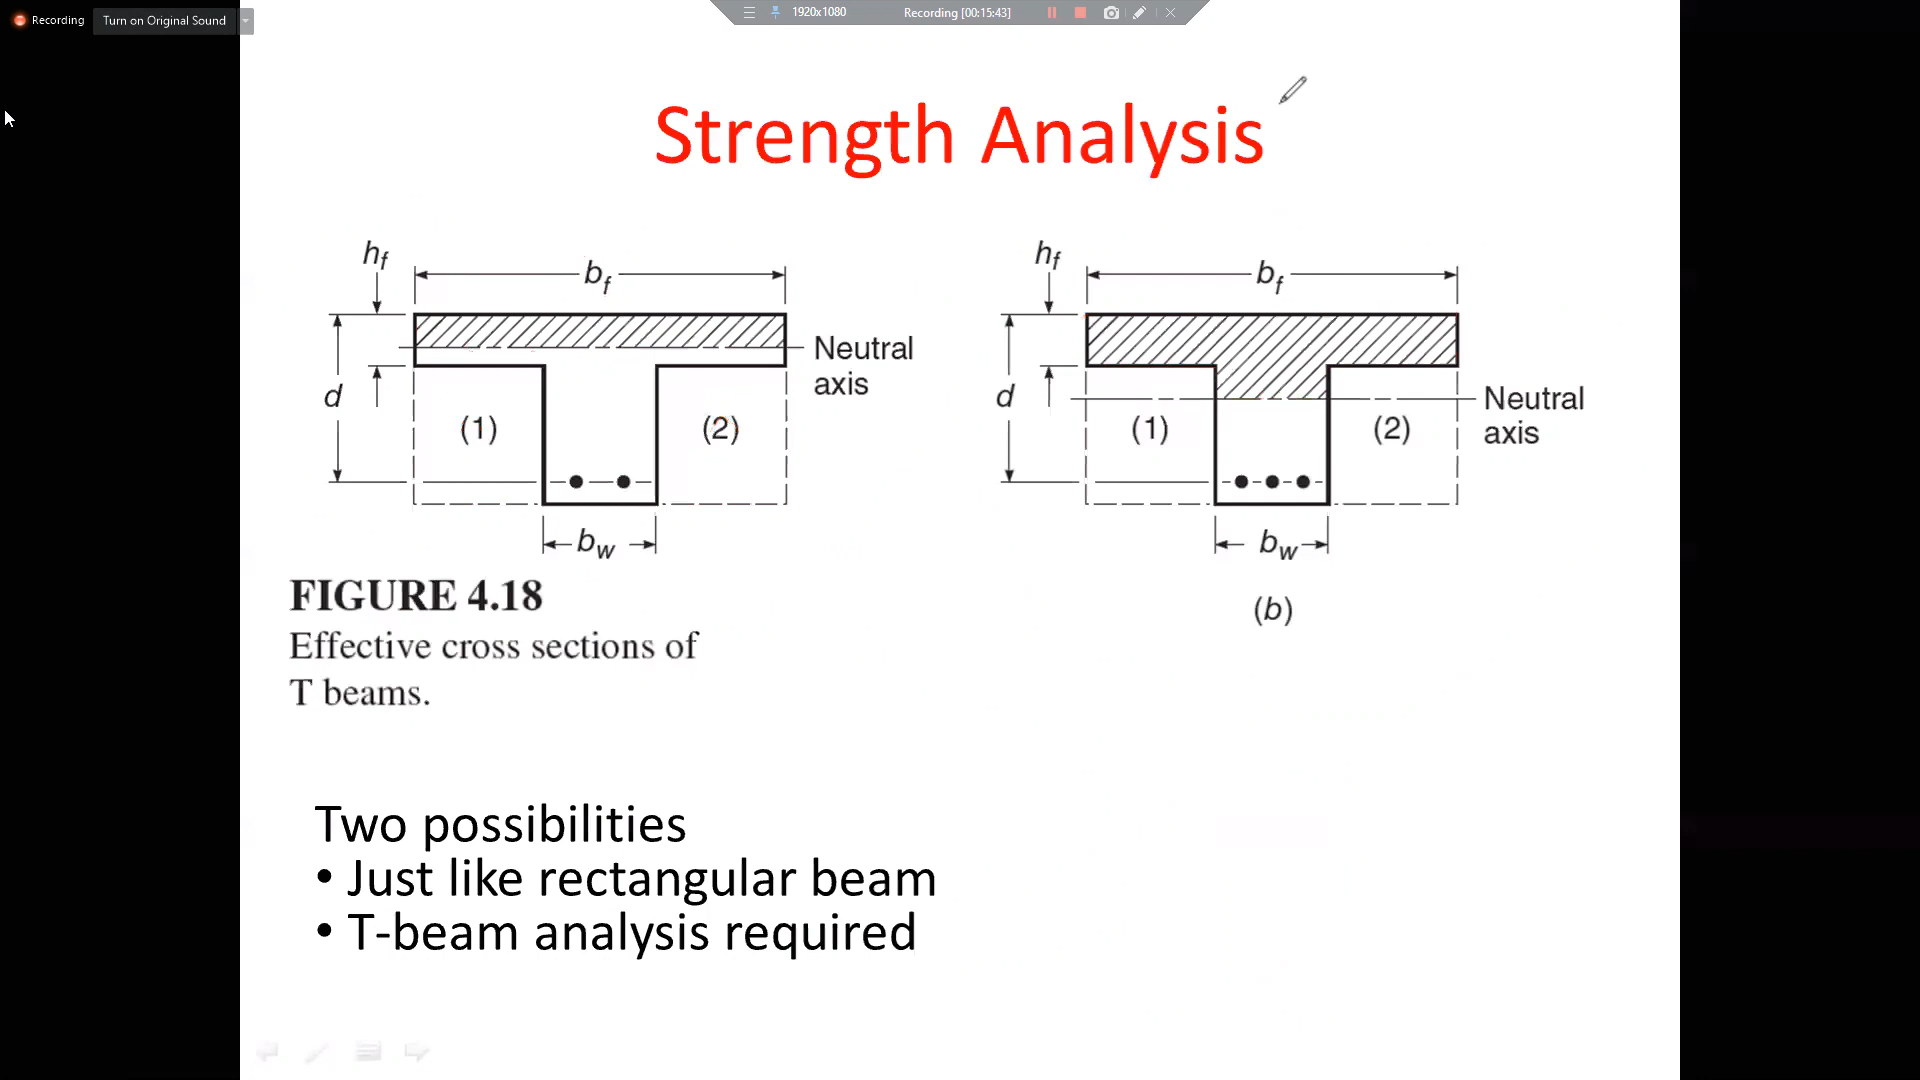 Recording
Turn on Original Sound
1920x1080
Recording [00:15:43]
Strength Analysis
hf
bf
d
Neutral
axis
(1)
(2)
bw
hf
bf
d
Neutral
axis
(1)
(2)
bw
(b)
FIGURE 4.18
Effective cross sections of
T beams.
Two possibilities
• Just like rectangular beam
• T-beam analysis required